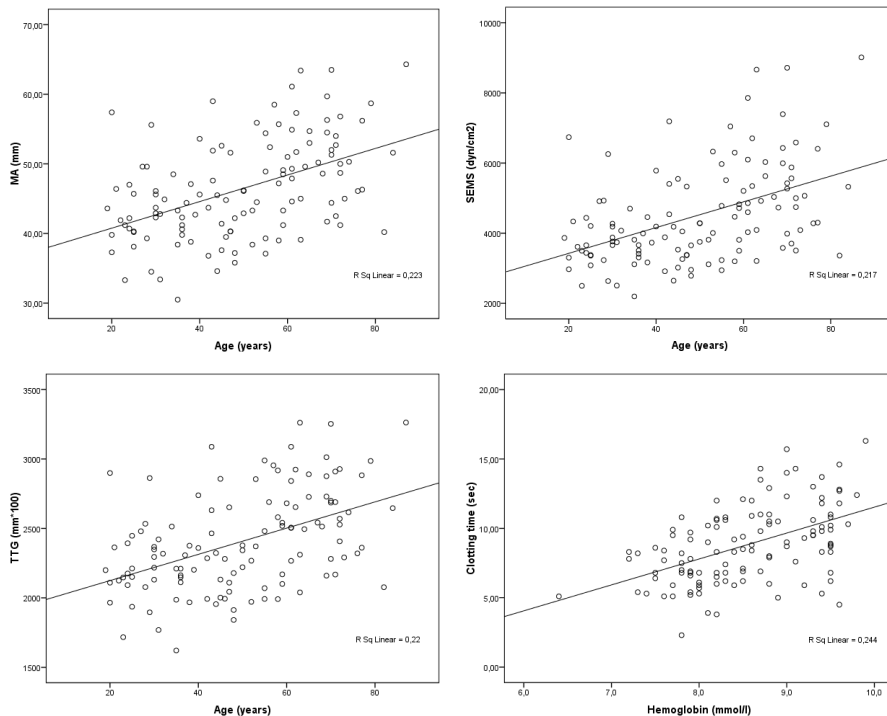 70,00
60,00
50,00
40,00
30,00
MA (mm)
20 40 60 80
Age (years)
R Sq Linear = 0,223
10000
8000
6000
4000
2000
SEMS (dyn/cm2)
20 40 60 80
Age (years)
R Sq Linear = 0,217
3500
3000
2500
2000
1500
TTG (mm*100)
20 40 60 80
Age (years)
R Sq Linear = 0,22
20,00
15,00
10,00
5,00
0,00
Clotting time (sec)
6,0 7,0 8,0 9,0 10,0
Hemoglobin (mmol/l)
R Sq Linear = 0,244